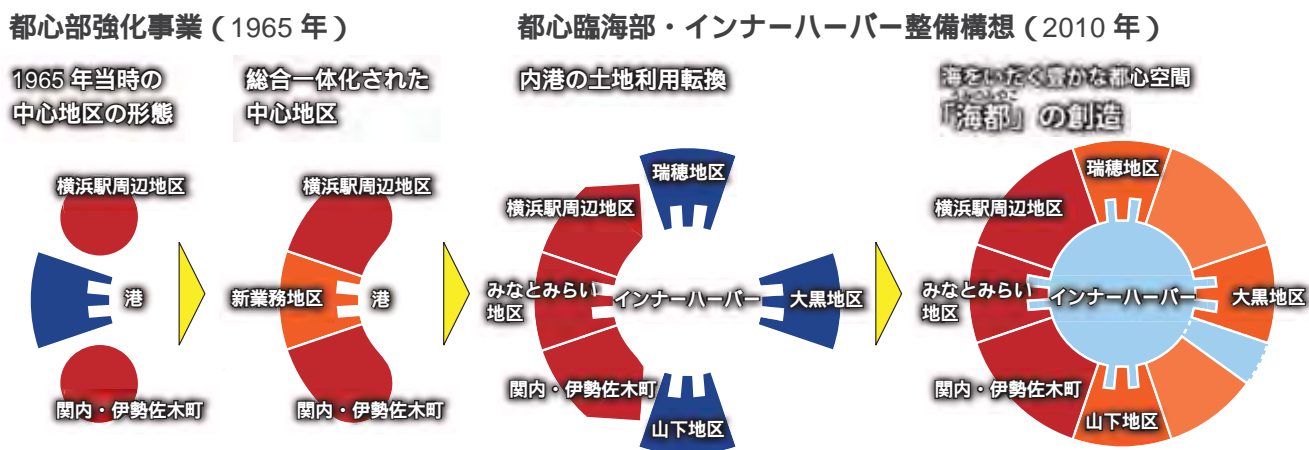 都心部強化事業（1965 年）
都心臨海部・インナーハーバー整備構想（2010 年）
1965 年当時の
中心地区の形態
総合一体化された
中心地区
内港の土地利用転換
海をいだく豊かな都心空間
「海都」の創造
横浜駅周辺地区
港
関内・伊勢佐木町
横浜駅周辺地区
新業務地区
港
関内・伊勢佐木町
瑞穂地区
横浜駅周辺地区
みなとみらい
地区
インナーハーバー
大黒地区
関内・伊勢佐木町
山下地区
瑞穂地区
横浜駅周辺地区
みなとみらい
地区
インナーハーバー
大黒地区
関内・伊勢佐木町
山下地区